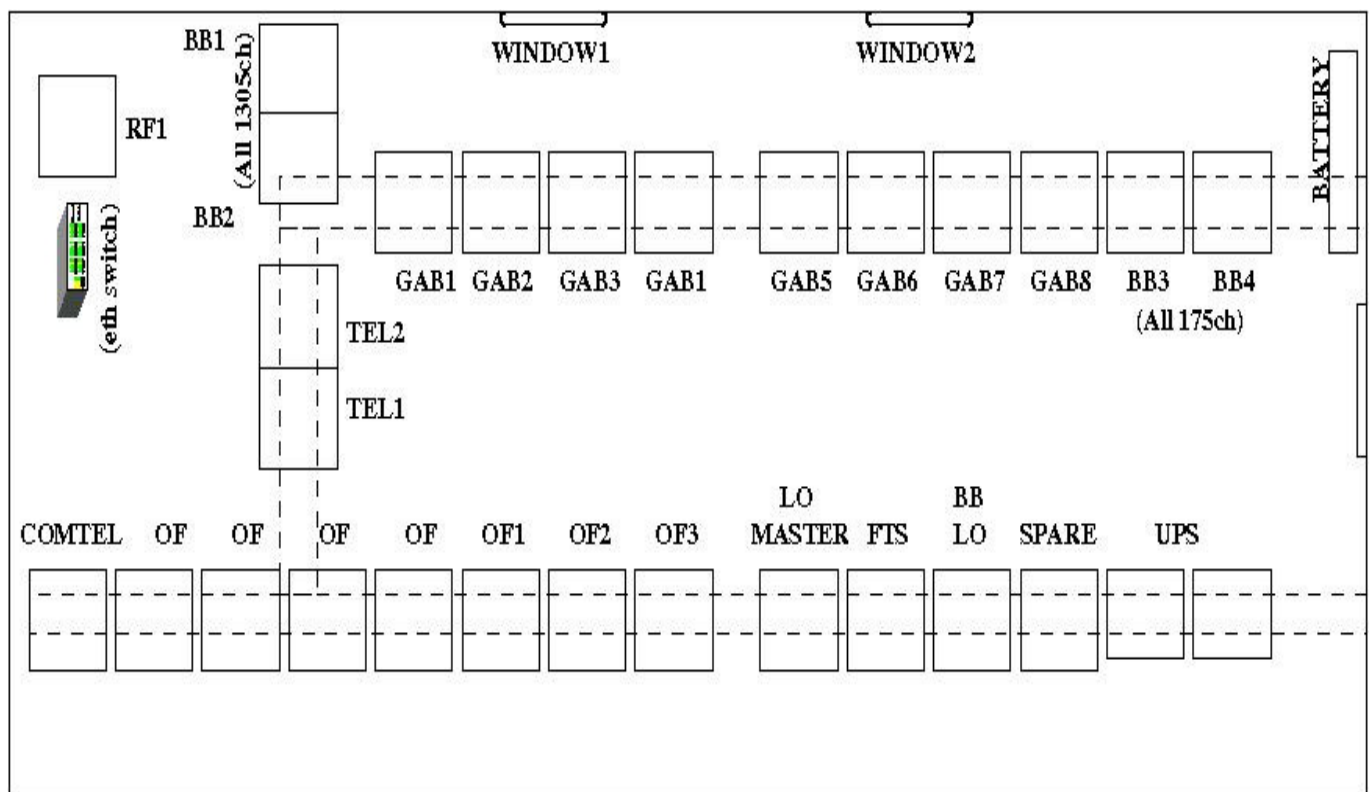 BB1
(All 1305ch)
WINDOW1
WINDOW2
BATTERY
RF1
BB2
(eth switch)
GAB1 GAB2 GAB3 GAB1 GAB5 GAB6 GAB7 GAB8 BB3 BB4
(All 175ch)
TEL2
TEL1
LO BB
COMTEL OF OF OF OF OF1 OF2 OF3 MASTER FTS LO SPARE UPS